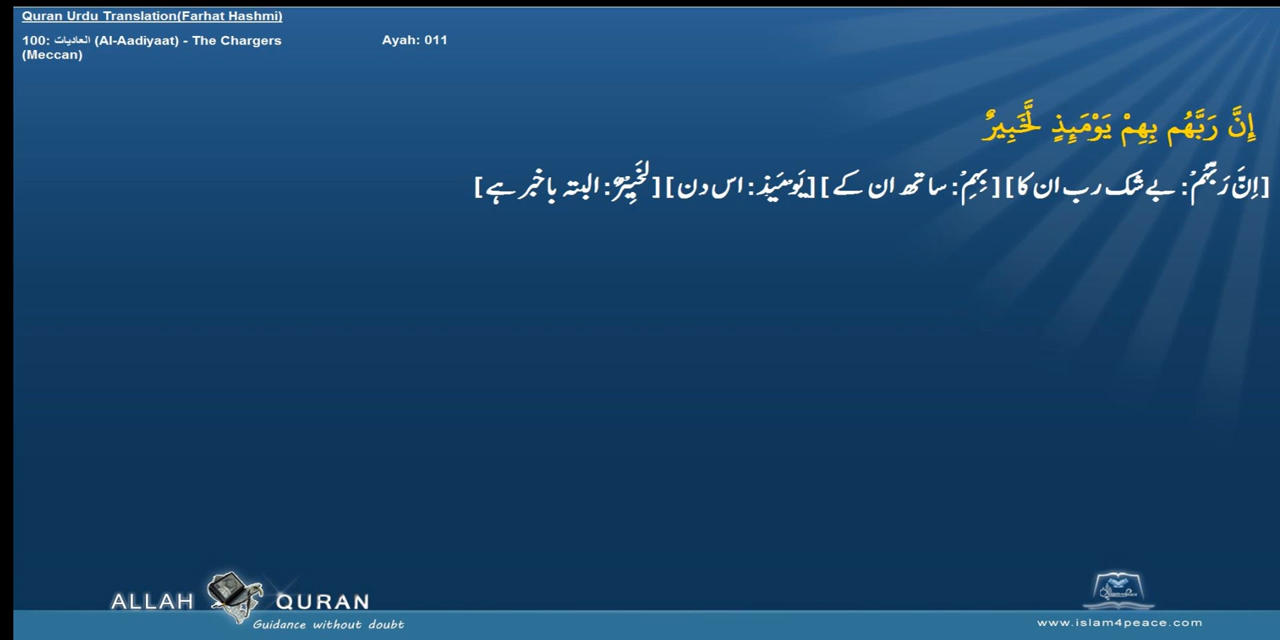 Quran Urdu Translation(Farhat Hashmi)
100: العاديات (Al-Aadiyaat) - The Chargers
(Meccan)
Ayah: 011
إِنَّ رَبَّهُم بِهِمْ يَوْمَئِذٍ لَّخَبِيرٌ
[اِنَّ رَبَّہُمْ: بے شک رب ان کا] [بِہِمْ: ساتھ ان کے] [یَوْمَئِذٍ: اس دن] [لَّخَبِیْرٌ: البتہ باخبر ہے]
ALLAH QURAN
Guidance without doubt
www.islam4peace.com